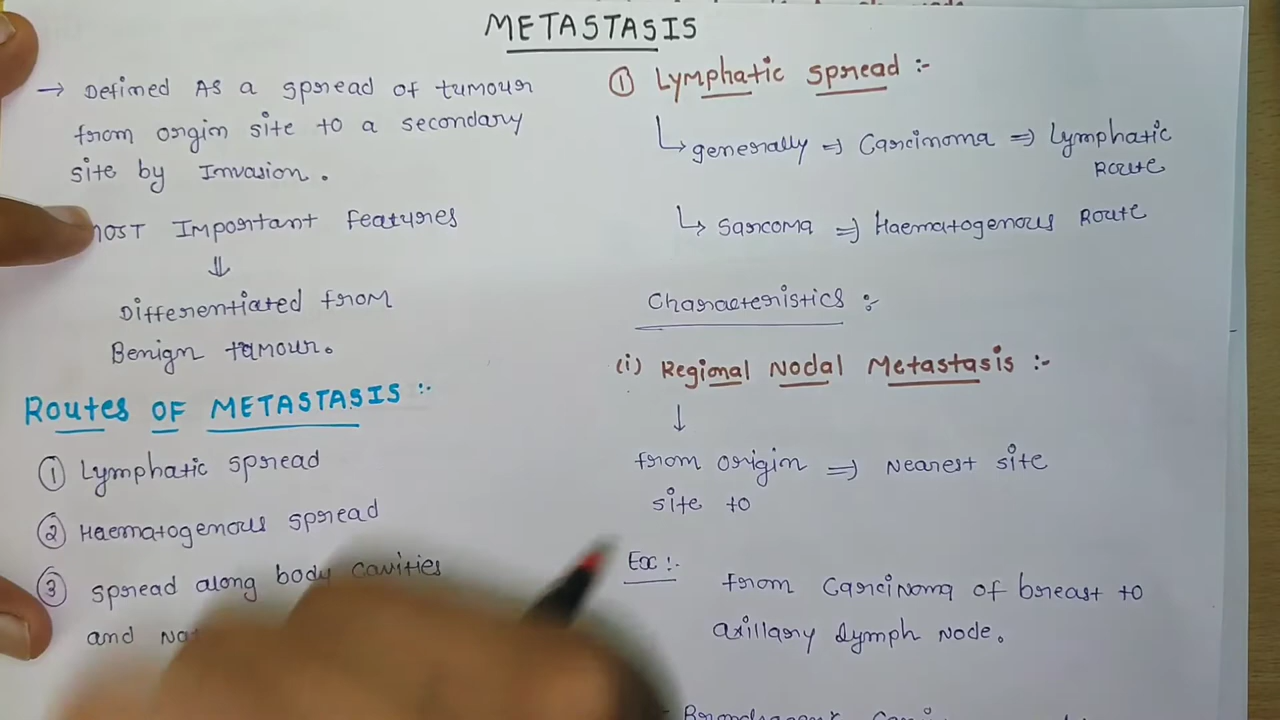 METASTASIS
→ Defined As a spread of tumour
from orgin site to a secondary
site by Invasion.
Most Important features
⇓
Differentiated from
Benign tumour.
Routes OF METASTASIS :-
① Lymphatic spread
② Haematogenous spread
③ spread along body cavities
and
① Lymphatic spread :-
↳ generally ⇒ Carcinoma ⇒ Lymphatic
Route
↳ Sarcoma ⇒ Haematogenous Route
Characteristics :-
(i) Regional Nodal Metastasis :-
↓
from origin ⇒ Nearest site
site to
Ex :-
from Carcinoma of breast to
axillary lymph Node.